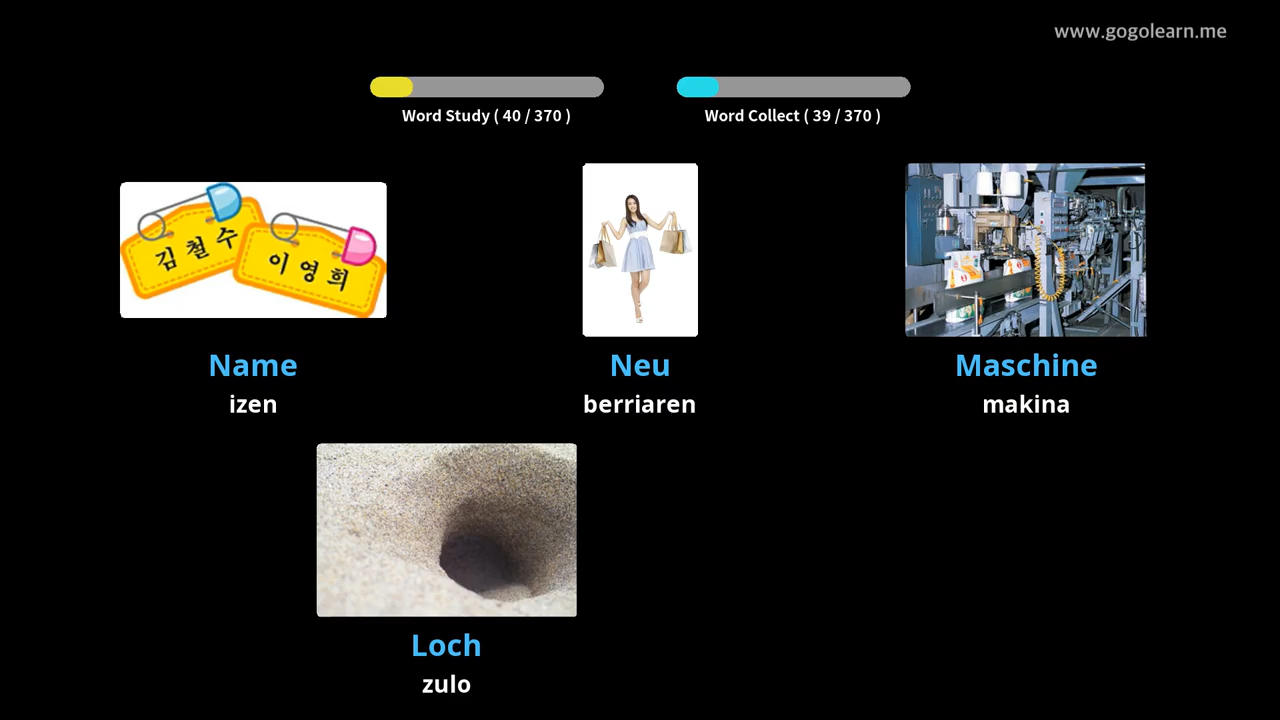 www.gogolearn.me
Word Study ( 40 / 370 )
Word Collect ( 39 / 370 )
김철수
이영희
Name
izen
Neu
berriaren
Maschine
makina
Loch
zulo